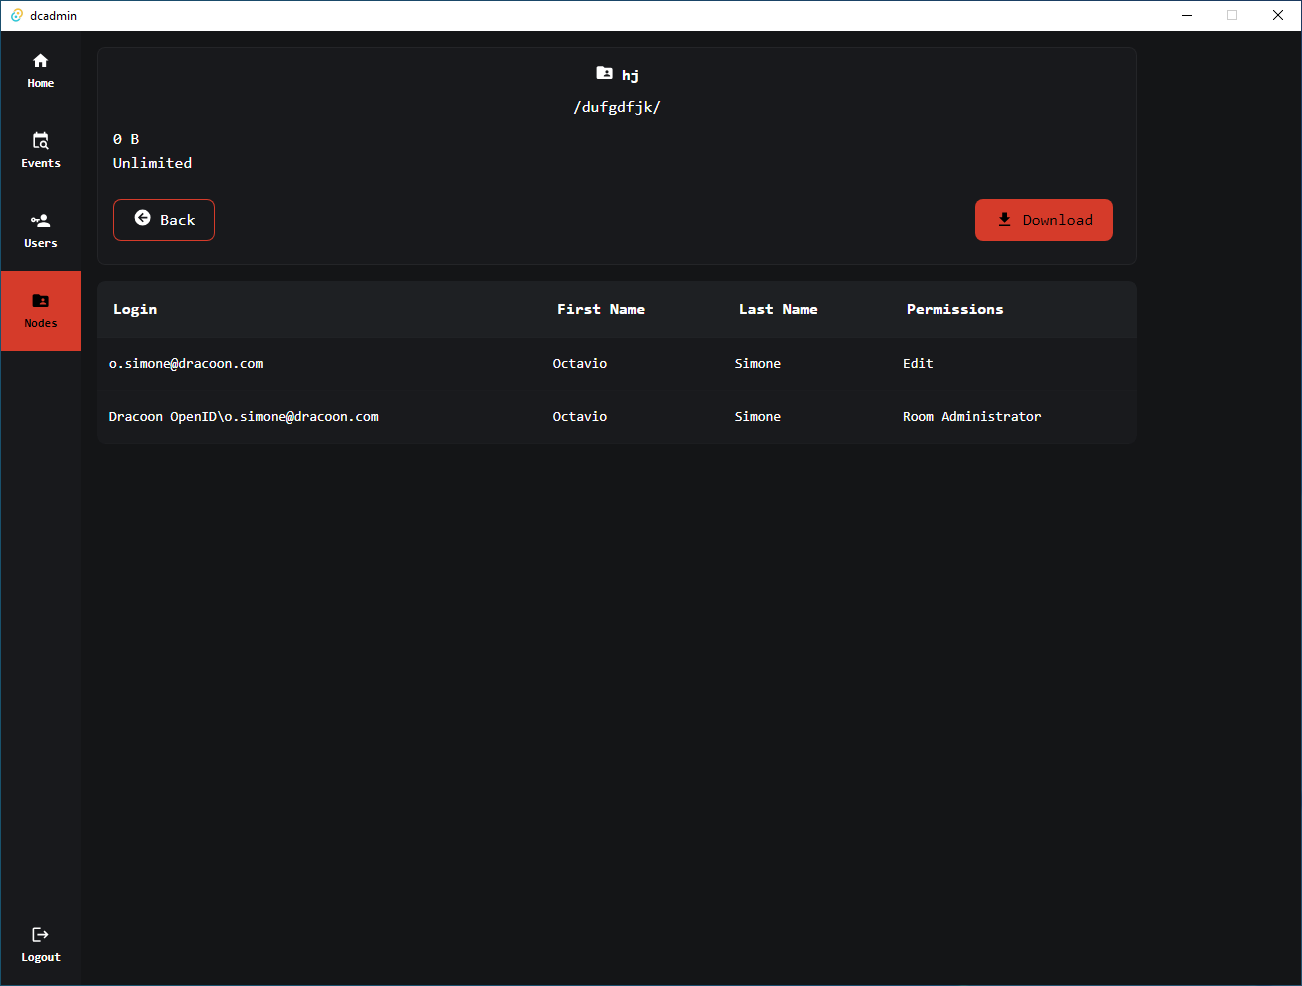 dcadmin
Home
Events
Users
Nodes
Logout
hj
/dufgdfjk/
0 B
Unlimited
Back
Download
Login First Name Last Name Permissions
o.simone@dracoon.com Octavio Simone Edit
Dracoon OpenID\o.simone@dracoon.com Octavio Simone Room Administrator